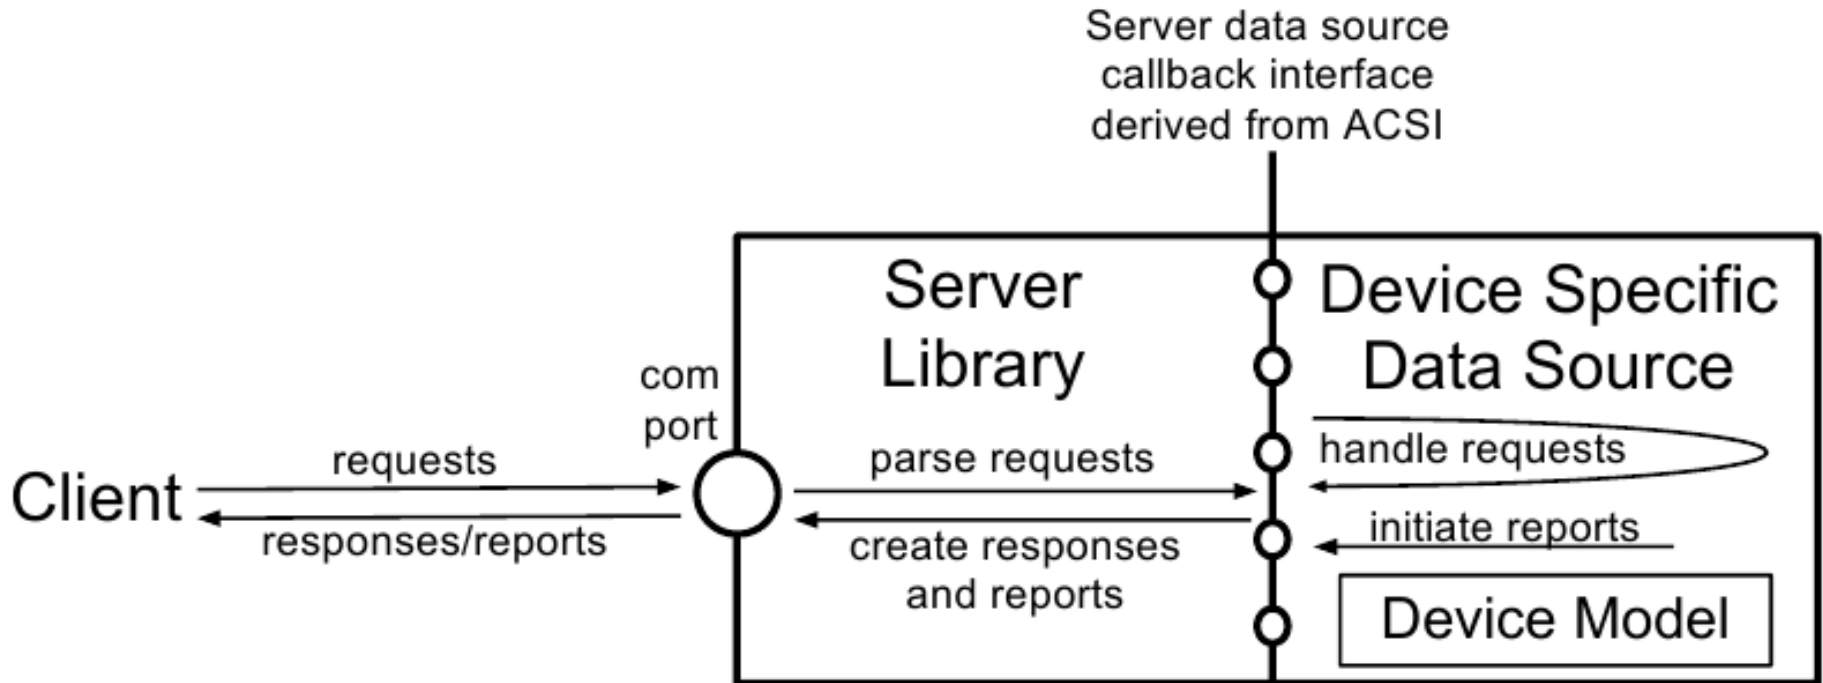 Server data source
callback interface
derived from ACSI
Server
Library
Device Specific
Data Source
com
port
Client
requests
responses/reports
parse requests
create responses
and reports
handle requests
initiate reports
Device Model